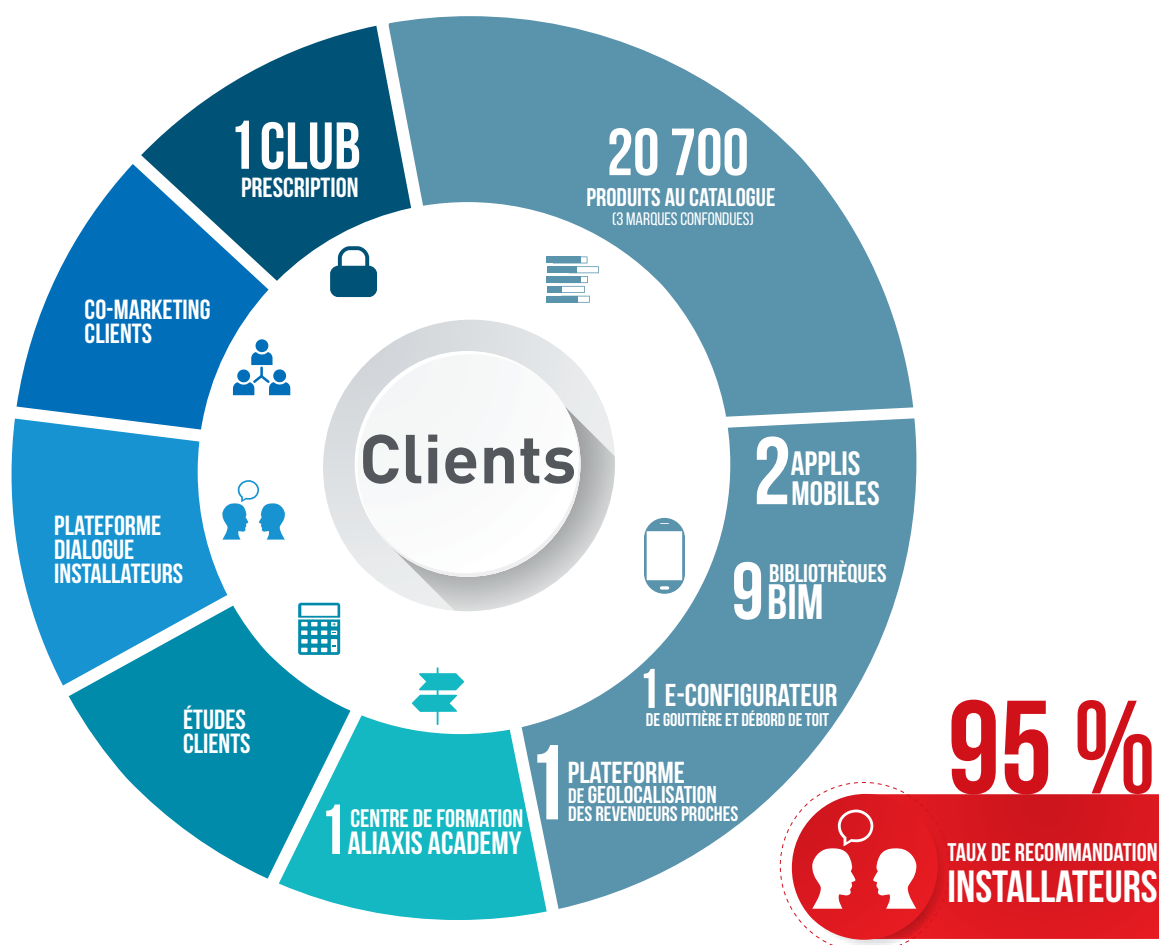 1 CLUB
PRESCRIPTION
20 700
PRODUITS AU CATALOGUE
(3 MARQUES CONFONDUES)
CO-MARKETING
CLIENTS
Clients
2 APPLIS
MOBILES
PLATEFORME
DIALOGUE
INSTALLATEURS
9 BIBLIOTHÈQUES
BIM
1 E-CONFIGURATEUR
DE GOUTTIÈRE ET DÉBORD DE TOIT
ÉTUDES
CLIENTS
1 PLATEFORME
DE GÉOLOCALISATION
DES REVENDEURS PROCHES
1 CENTRE DE FORMATION
ALIAXIS ACADEMY
95 %
TAUX DE RECOMMANDATION
INSTALLATEURS